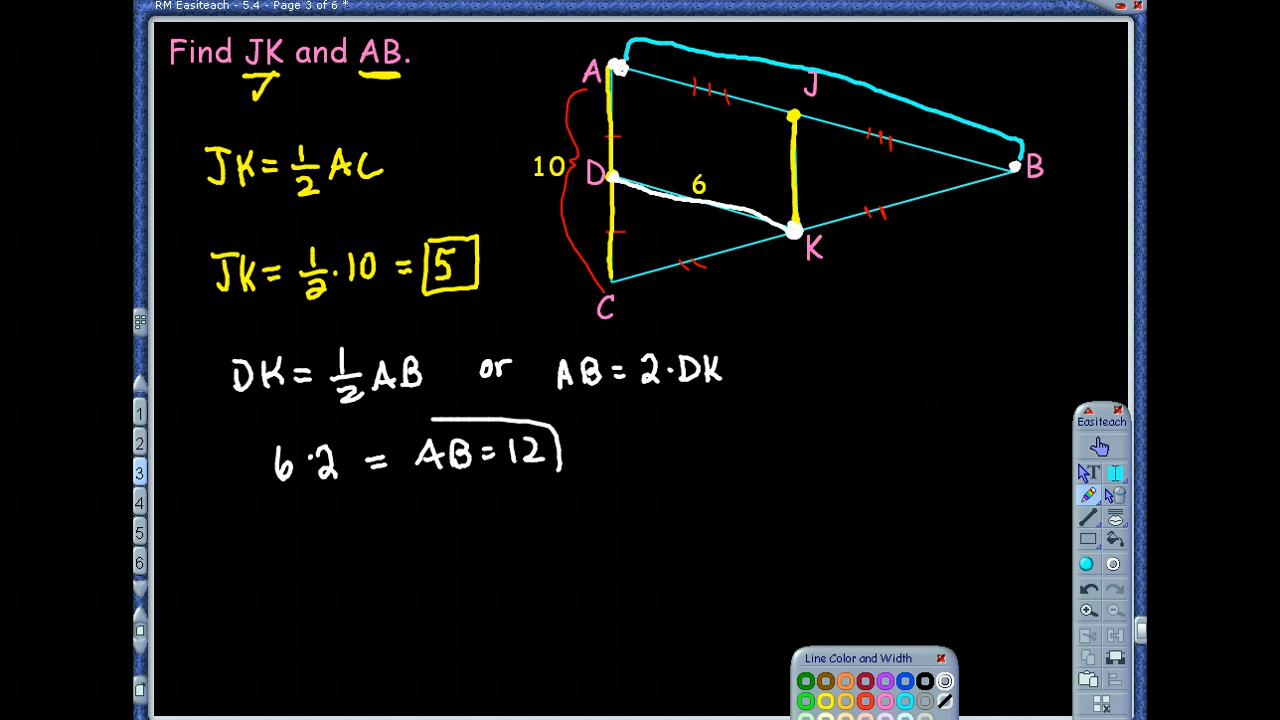 RM Easiteach - 5.4 - Page 3 of 6 *
Find JK and AB.
A
J
B
10
D
6
K
C
JK = 1/2 AC
JK = 1/2 · 10 = 5
DK = 1/2 AB or AB = 2 · DK
6 · 2 = AB = 12
1
2
3
4
5
6
Easiteach
T
Line Color and Width